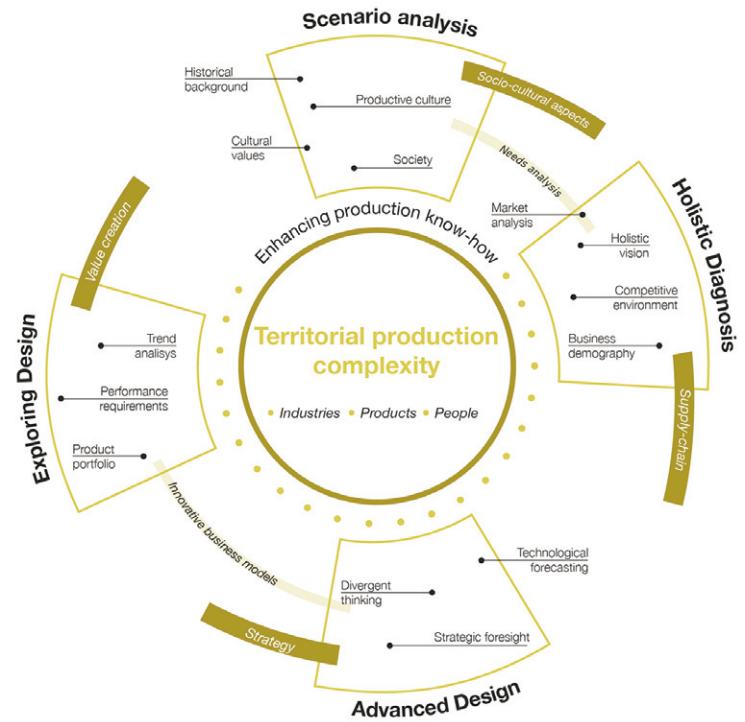 Scenario analysis
Historical
background
Productive culture
Cultural
values
Society
Socio-cultural aspects
Needs analysis
Holistic Diagnosis
Market
analysis
Holistic
vision
Competitive
environment
Business
demography
Supply-chain
Enhancing production know-how
Territorial production
complexity
• Industries • Products • People
Value creation
Exploring Design
Trend
analisys
Performance
requirements
Product
portfolio
Innovative business models
Strategy
Advanced Design
Technological
forecasting
Divergent
thinking
Strategic foresight